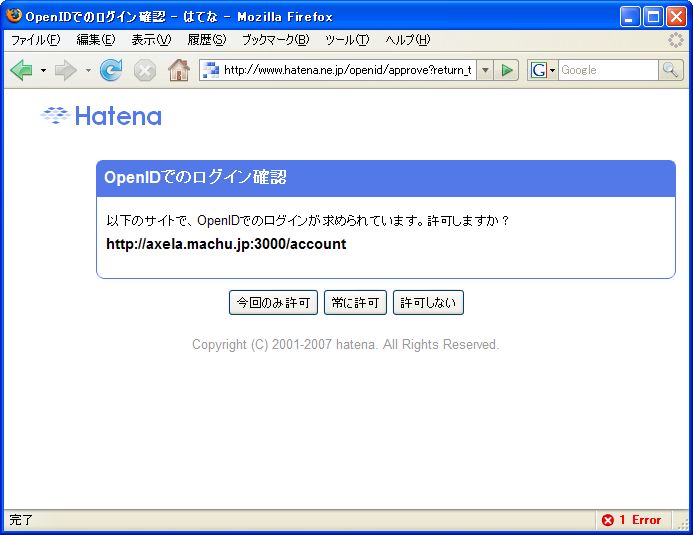 OpenIDでのログイン確認 - はてな - Mozilla Firefox
ファイル(F) 編集(E) 表示(V) 履歴(S) ブックマーク(B) ツール(T) ヘルプ(H)
http://www.hatena.ne.jp/openid/approve?return_t
G Google
Hatena
OpenIDでのログイン確認
以下のサイトで、OpenIDでのログインが求められています。許可しますか？
http://axela.machu.jp:3000/account
今回のみ許可 常に許可 許可しない
Copyright (C) 2001-2007 hatena. All Rights Reserved.
完了 1 Error